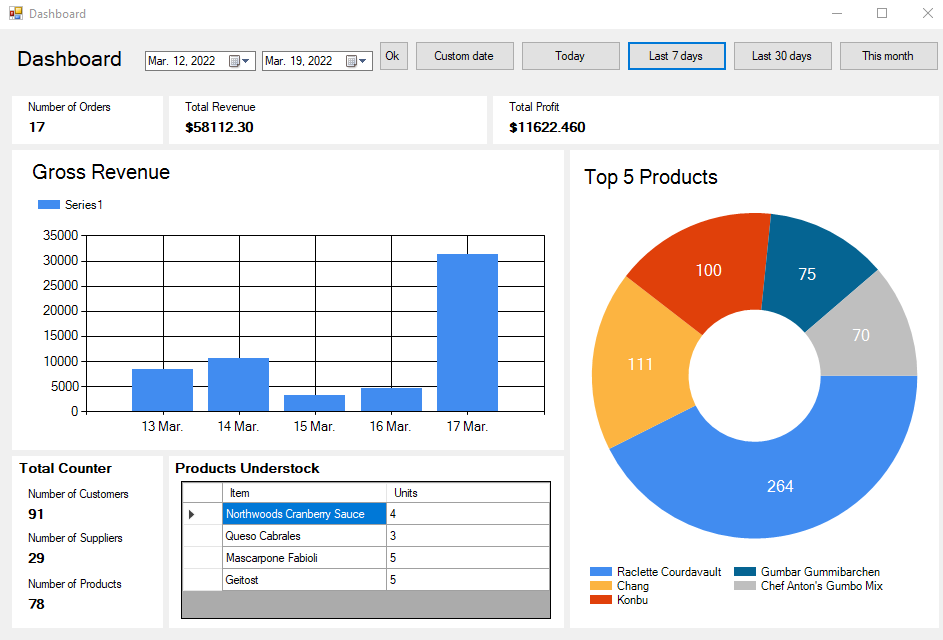 Dashboard
Dashboard
Mar. 12, 2022
Mar. 19, 2022
Ok
Custom date
Today
Last 7 days
Last 30 days
This month
Number of Orders
17
Total Revenue
$58112.30
Total Profit
$11622.460
Gross Revenue
Series1
35000
30000
25000
20000
15000
10000
5000
0
13 Mar.
14 Mar.
15 Mar.
16 Mar.
17 Mar.
Top 5 Products
100
75
70
111
264
Raclette Courdavault
Gumbar Gummibarchen
Chang
Chef Anton's Gumbo Mix
Konbu
Total Counter
Number of Customers
91
Number of Suppliers
29
Number of Products
78
Products Understock
Item Units
Northwoods Cranberry Sauce 4
Queso Cabrales 3
Mascarpone Fabioli 5
Geitost 5